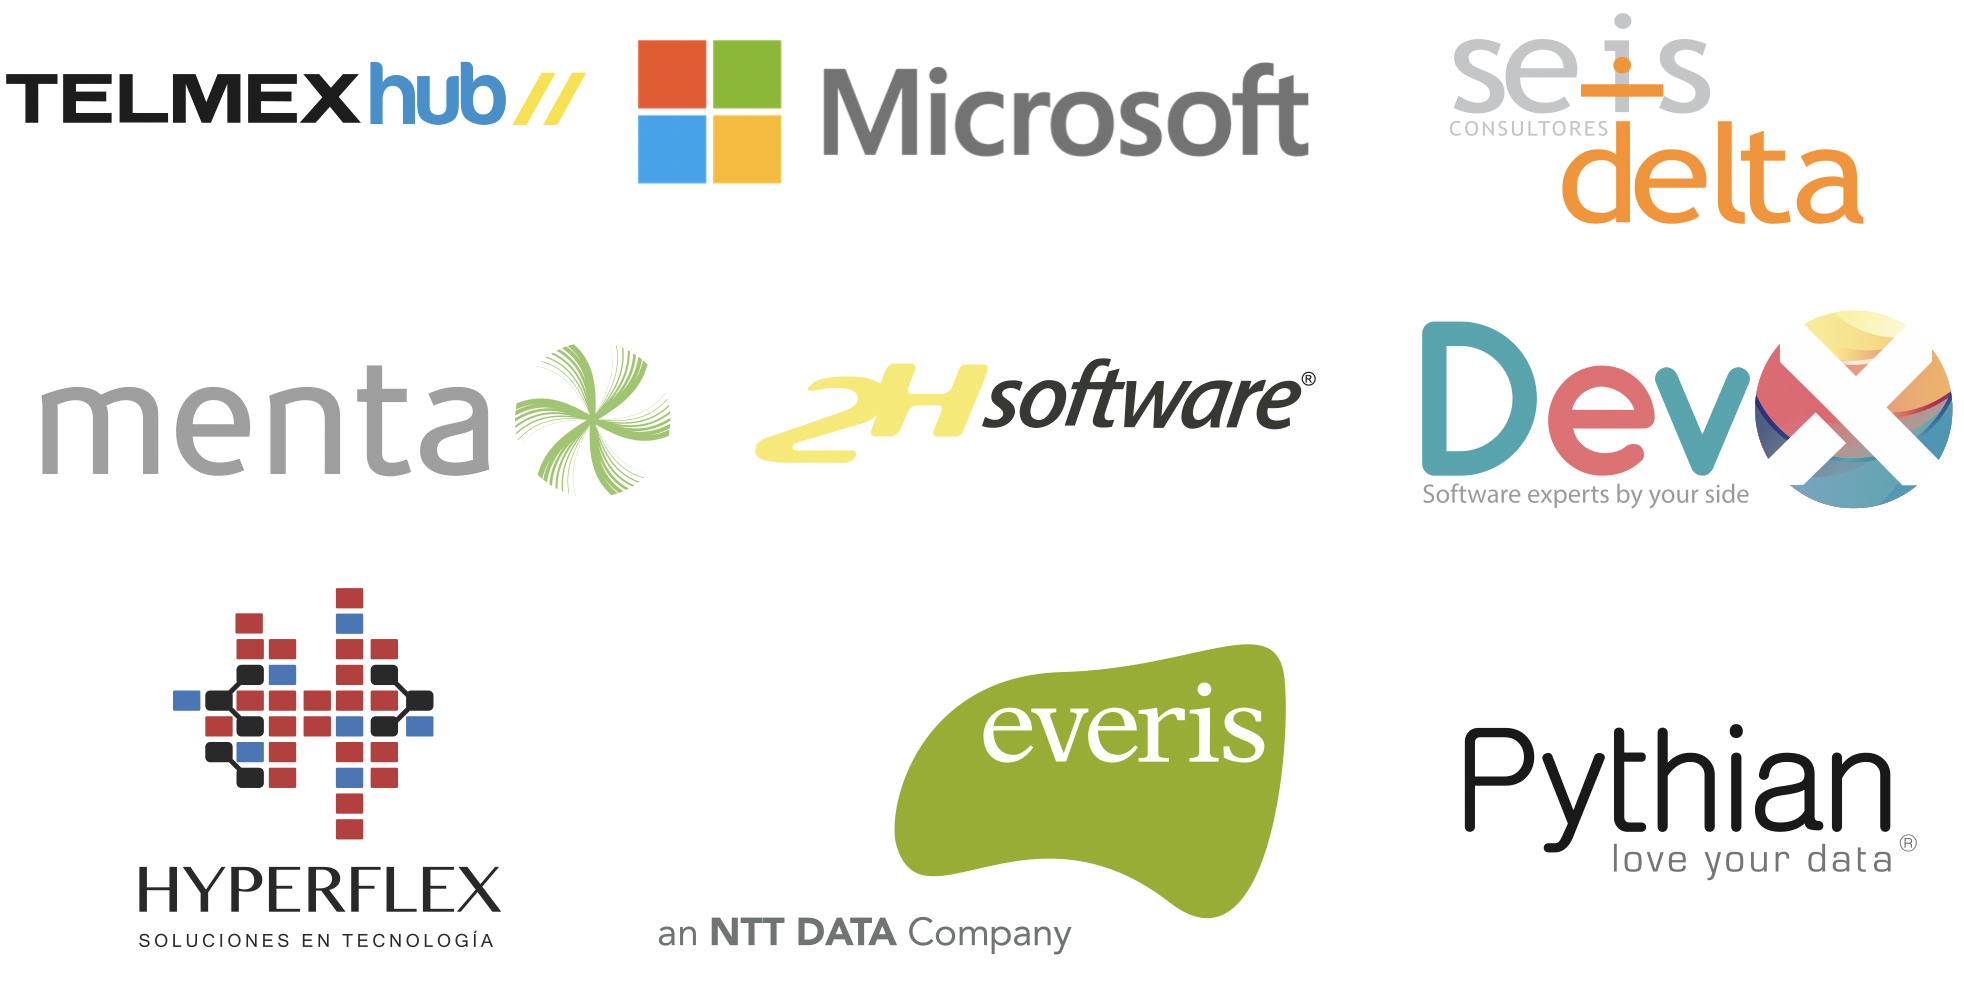 TELMEXhub//
Microsoft
seis
CONSULTORES
delta
menta
2Hsoftware®
DevX
Software experts by your side
HYPERFLEX
SOLUCIONES EN TECNOLOGÍA
everis
an NTT DATA Company
Pythian
love your data®